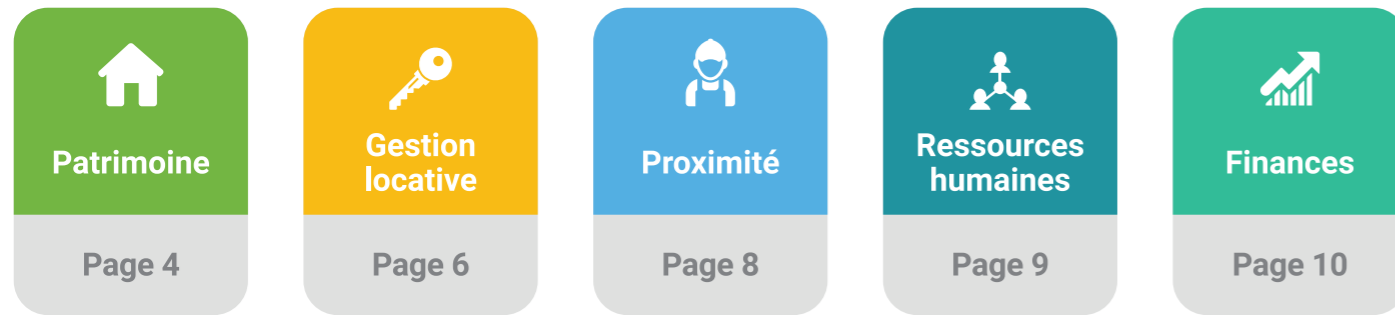 Patrimoine
Page 4
Gestion
locative
Page 6
Proximité
Page 8
Ressources
humaines
Page 9
Finances
Page 10